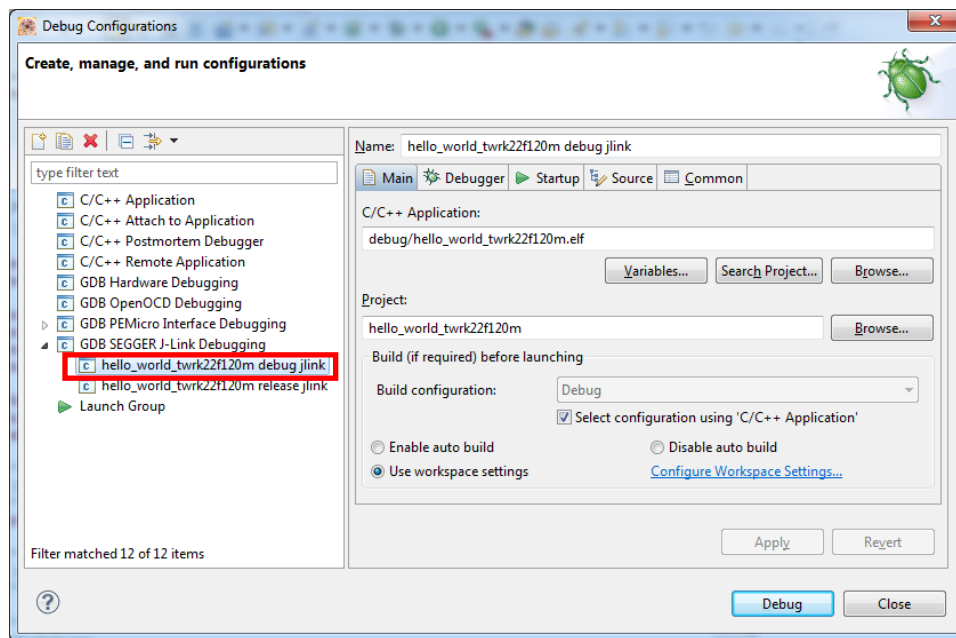 Debug Configurations
Create, manage, and run configurations
type filter text
C/C++ Application
C/C++ Attach to Application
C/C++ Postmortem Debugger
C/C++ Remote Application
GDB Hardware Debugging
GDB OpenOCD Debugging
GDB PEMicro Interface Debugging
GDB SEGGER J-Link Debugging
hello_world_twrk22f120m debug jlink
hello_world_twrk22f120m release jlink
Launch Group
Filter matched 12 of 12 items
Name: hello_world_twrk22f120m debug jlink
Main Debugger Startup Source Common
C/C++ Application:
debug/hello_world_twrk22f120m.elf
Variables... Search Project... Browse...
Project:
hello_world_twrk22f120m Browse...
Build (if required) before launching
Build configuration: Debug
Select configuration using 'C/C++ Application'
Enable auto build Disable auto build
Use workspace settings Configure Workspace Settings...
Apply Revert
? Debug Close